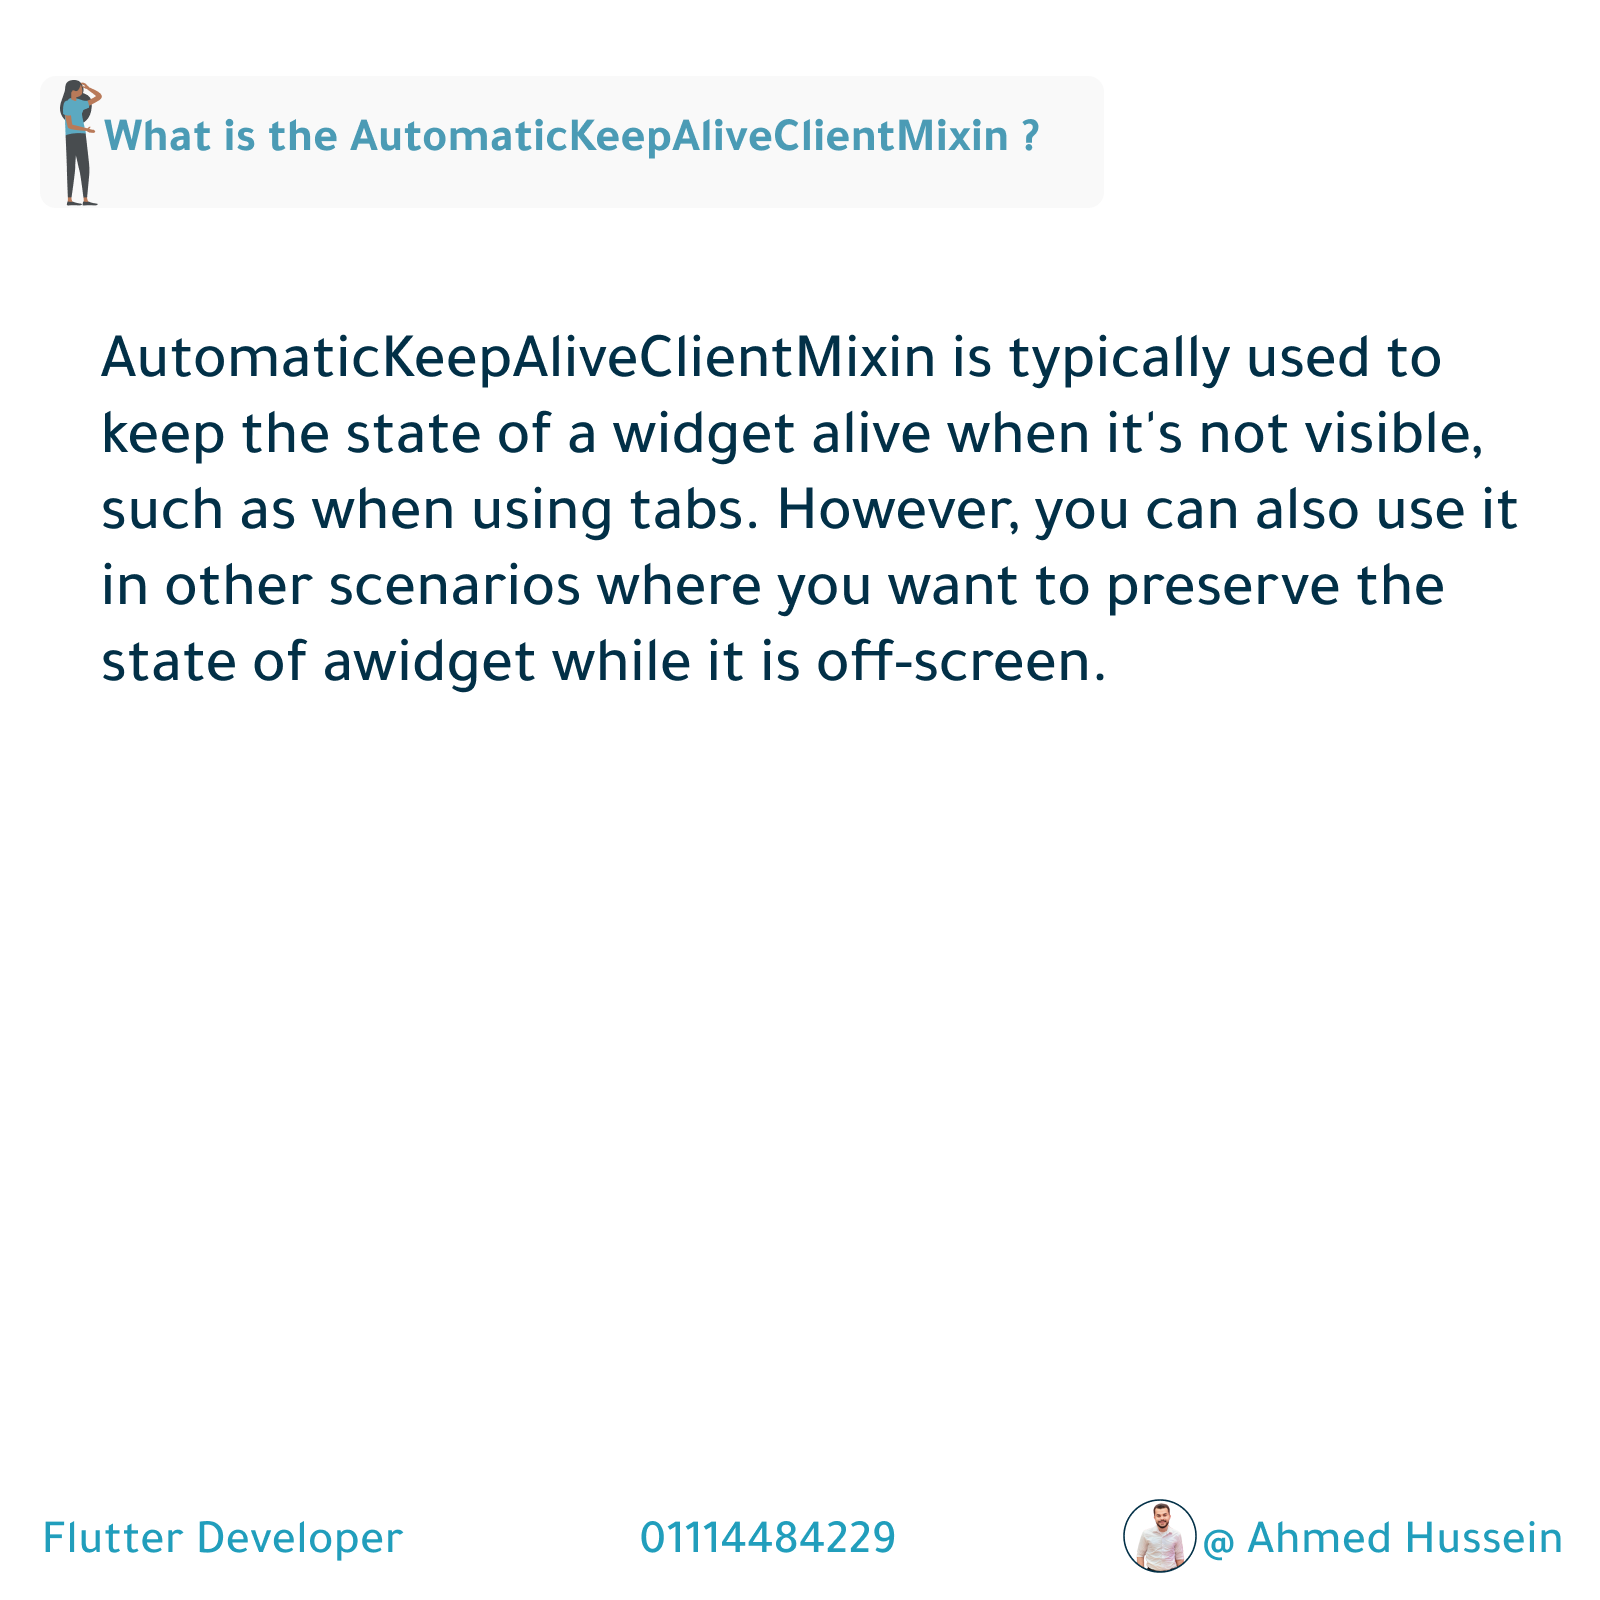 What is the AutomaticKeepAliveClientMixin ?
AutomaticKeepAliveClientMixin is typically used to
keep the state of a widget alive when it's not visible,
such as when using tabs. However, you can also use it
in other scenarios where you want to preserve the
state of awidget while it is off-screen.
Flutter Developer
01114484229
@ Ahmed Hussein